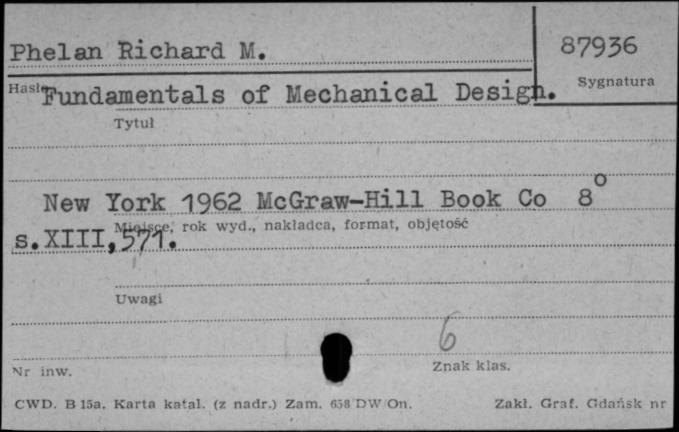 Phelan Richard M.
87936
Hasło
Sygnatura
Fundamentals of Mechanical Design.
Tytuł
New York 1962 McGraw-Hill Book Co 8°
Miejsce, rok wyd., nakładca, format, objętość
s.XIII,571.
Uwagi
6
Nr inw.
Znak klas.
CWD. B 15a. Karta katal. (z nadr.) Zam. 658/DW/On.
Zakł. Graf. Gdańsk nr